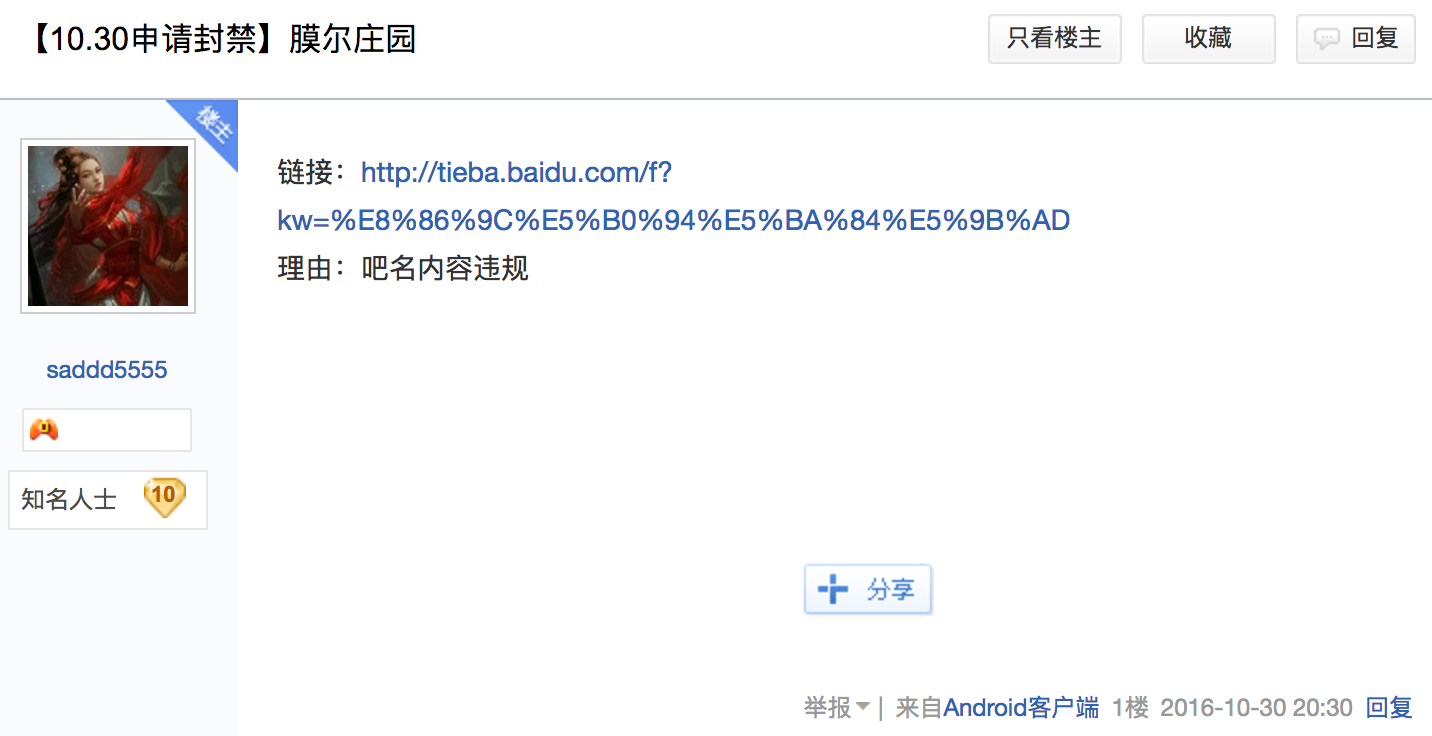 【10.30申请封禁】膜尔庄园
只看楼主
收藏
回复
楼主
链接：http://tieba.baidu.com/f?
kw=%E8%86%9C%E5%B0%94%E5%BA%84%E5%9B%AD
理由：吧名内容违规
saddd5555
知名人士 10
分享
举报 | 来自Android客户端 1楼 2016-10-30 20:30 回复